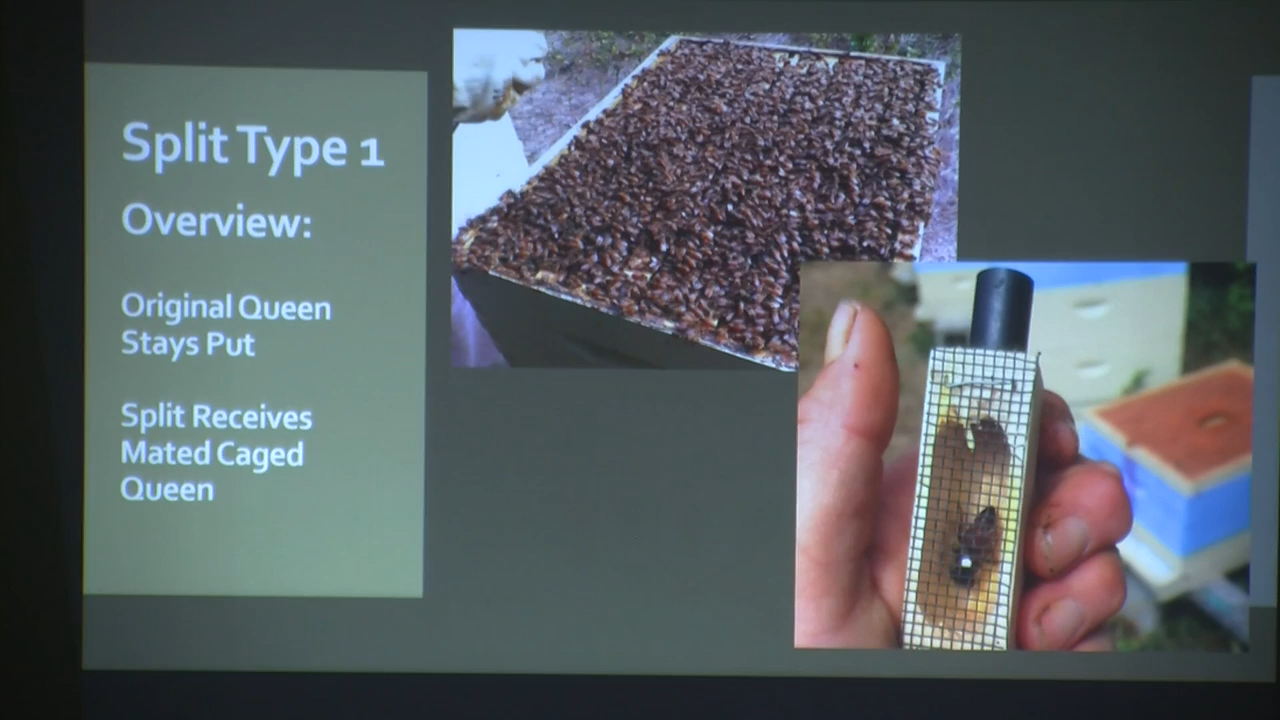 Split Type 1
Overview:
Original Queen
Stays Put
Split Receives
Mated Caged
Queen